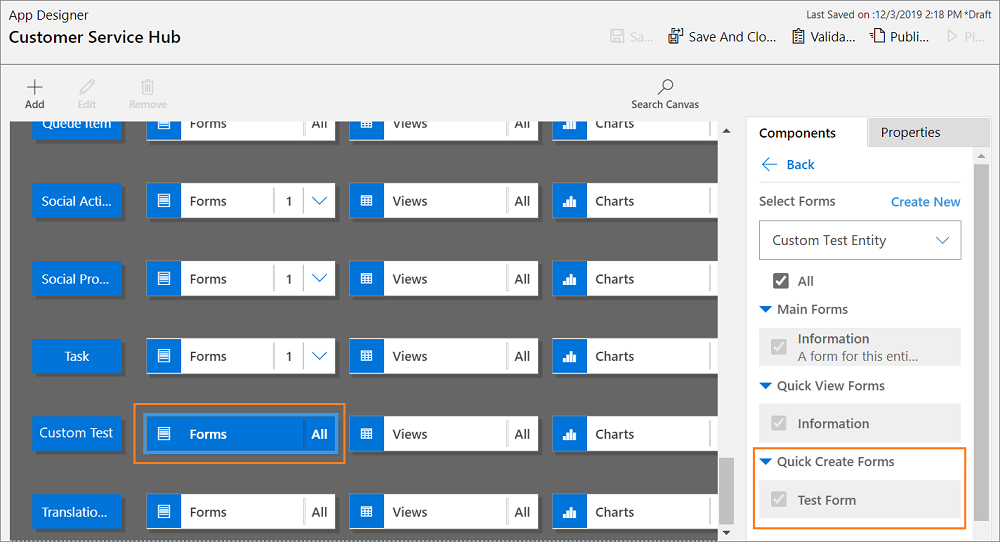 App Designer
Last Saved on :12/3/2019 2:18 PM *Draft
Customer Service Hub
Sa...
Save And Clo...
Valida...
Publi...
Pl...
Add
Edit
Remove
Search Canvas
Queue Item
Forms
All
Views
All
Charts
Social Acti...
Forms
1
Views
All
Charts
Social Pro...
Forms
1
Views
All
Charts
Task
Forms
1
Views
All
Charts
Custom Test
Forms
All
Views
All
Charts
Translatio...
Forms
All
Views
All
Charts
Components
Properties
Back
Select Forms
Create New
Custom Test Entity
All
Main Forms
Information
A form for this enti...
Quick View Forms
Information
Quick Create Forms
Test Form